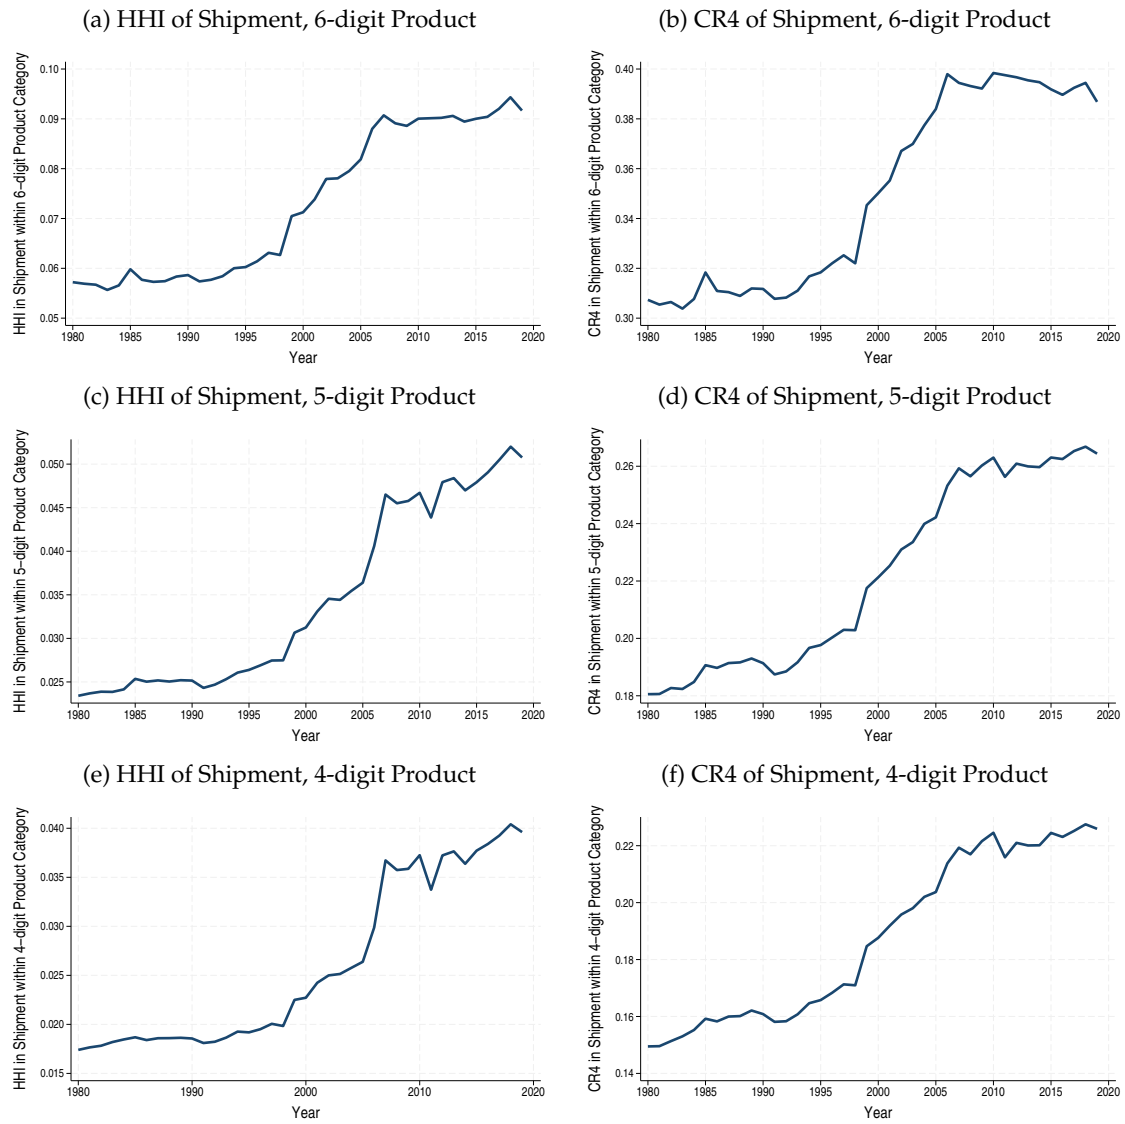 (a) HHI of Shipment, 6-digit Product
HHI in Shipment within 6−digit Product Category
0.10
0.09
0.08
0.07
0.06
0.05
1980 1985 1990 1995 2000 2005 2010 2015 2020
Year
(b) CR4 of Shipment, 6-digit Product
CR4 in Shipment within 6−digit Product Category
0.40
0.38
0.36
0.34
0.32
0.30
1980 1985 1990 1995 2000 2005 2010 2015 2020
Year
(c) HHI of Shipment, 5-digit Product
HHI in Shipment within 5−digit Product Category
0.050
0.045
0.040
0.035
0.030
0.025
1980 1985 1990 1995 2000 2005 2010 2015 2020
Year
(d) CR4 of Shipment, 5-digit Product
CR4 in Shipment within 5−digit Product Category
0.26
0.24
0.22
0.20
0.18
1980 1985 1990 1995 2000 2005 2010 2015 2020
Year
(e) HHI of Shipment, 4-digit Product
HHI in Shipment within 4−digit Product Category
0.040
0.035
0.030
0.025
0.020
0.015
1980 1990 2000 2010 2020
Year
(f) CR4 of Shipment, 4-digit Product
CR4 in Shipment within 4−digit Product Category
0.22
0.20
0.18
0.16
0.14
1980 1985 1990 1995 2000 2005 2010 2015 2020
Year